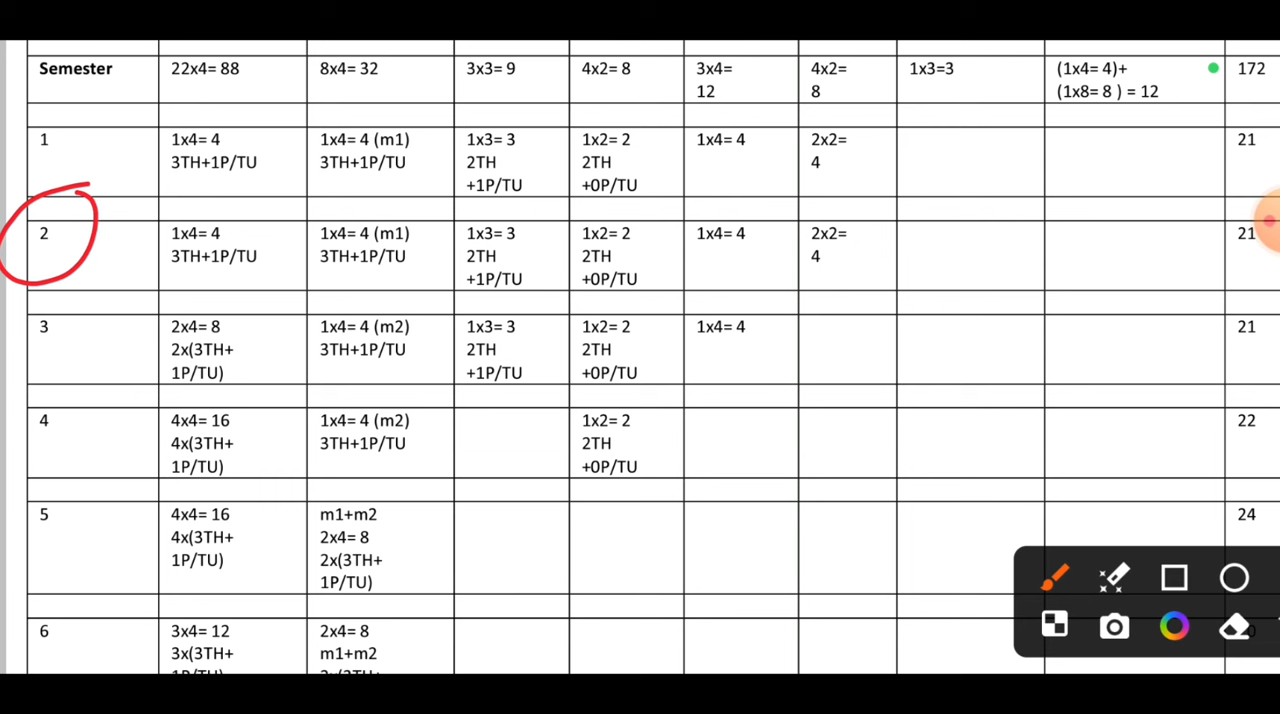 Semester 22x4= 88 8x4= 32 3x3= 9 4x2= 8 3x4= 4x2= 1x3=3 (1x4= 4)+ 172
12 8 (1x8= 8 ) = 12
1 1x4= 4 1x4= 4 (m1) 1x3= 3 1x2= 2 1x4= 4 2x2= 21
3TH+1P/TU 3TH+1P/TU 2TH 2TH 4
+1P/TU +0P/TU
2 1x4= 4 1x4= 4 (m1) 1x3= 3 1x2= 2 1x4= 4 2x2= 21
3TH+1P/TU 3TH+1P/TU 2TH 2TH 4
+1P/TU +0P/TU
3 2x4= 8 1x4= 4 (m2) 1x3= 3 1x2= 2 1x4= 4 21
2x(3TH+ 3TH+1P/TU 2TH 2TH
1P/TU) +1P/TU +0P/TU
4 4x4= 16 1x4= 4 (m2) 1x2= 2 22
4x(3TH+ 3TH+1P/TU 2TH
1P/TU) +0P/TU
5 4x4= 16 m1+m2 24
4x(3TH+ 2x4= 8
1P/TU) 2x(3TH+
1P/TU)
6 3x4= 12 2x4= 8
3x(3TH+ m1+m2